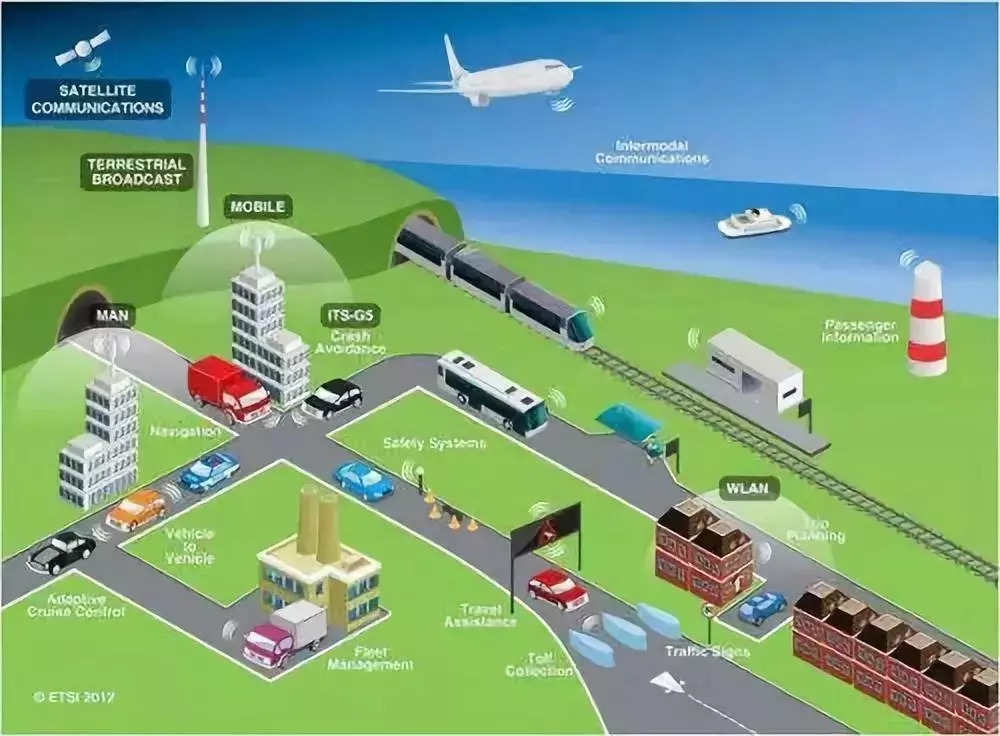 SATELLITE
COMMUNICATIONS
TERRESTRIAL
BROADCAST
Intermodal
Communications
MOBILE
MAN
ITS-G5
Crash
Avoidance
Passenger
Information
Navigation
Safety Systems
WLAN
Trip
Planning
Vehicle
to
Vehicle
Adaptive
Cruise Control
Travel
Assistance
Fleet
Management
Toll
Collection
Traffic Signs
© ETSI 2012